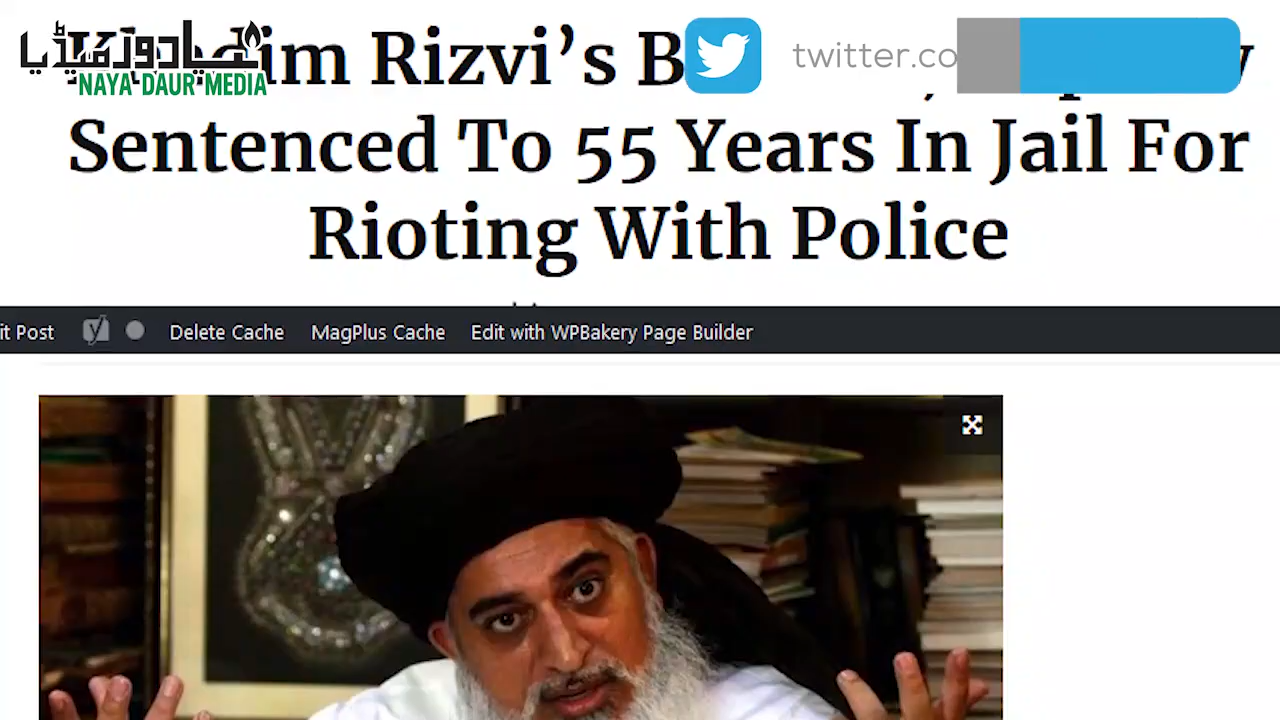 نیا دور میڈیا
NAYA DAUR MEDIA
Rizvi's
twitter.co
Sentenced To 55 Years In Jail For
Rioting With Police
it Post
Delete Cache
MagPlus Cache
Edit with WPBakery Page Builder